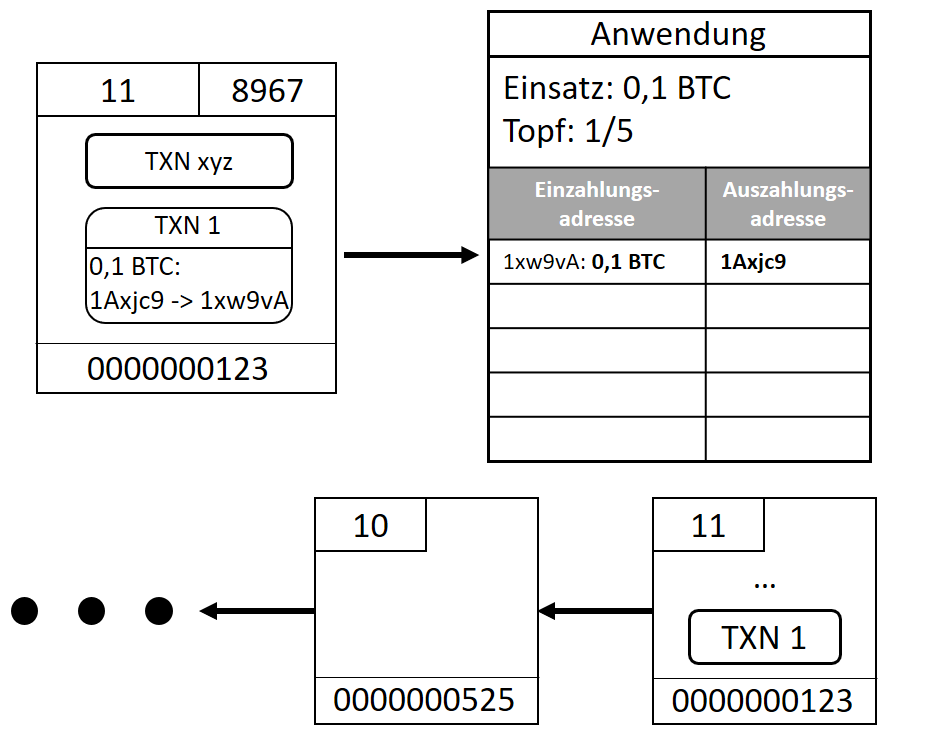 11 8967
TXN xyz
TXN 1
0,1 BTC:
1Axjc9 -> 1xw9vA
0000000123
Anwendung
Einsatz: 0,1 BTC
Topf: 1/5
Einzahlungs-
adresse
Auszahlungs-
adresse
1xw9vA: 0,1 BTC 1Axjc9
10
0000000525
11
...
TXN 1
0000000123